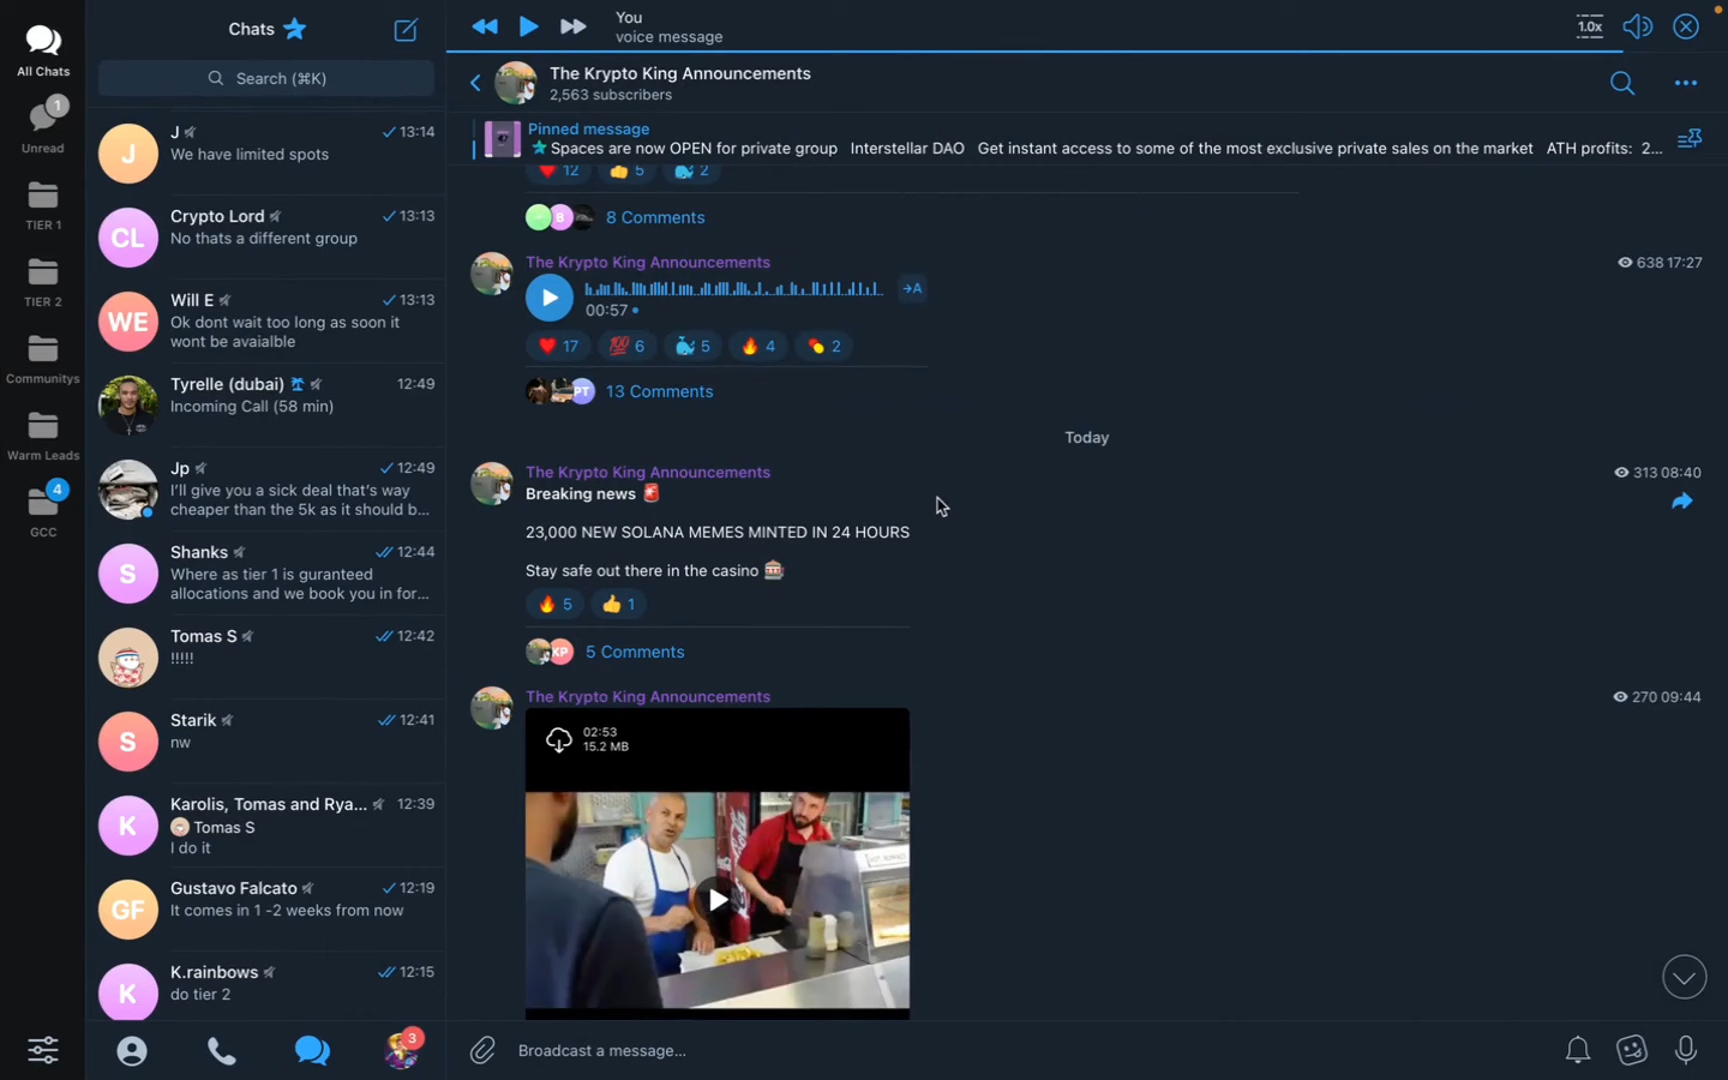 All Chats
1
Unread
TIER 1
TIER 2
Communitys
Warm Leads
4
GCC
Chats
Search (⌘K)
J
J
13:14
We have limited spots
CL
Crypto Lord
13:13
No thats a different group
WE
Will E
13:13
Ok dont wait too long as soon it
wont be avaialble
Tyrelle (dubai) 🏝
12:49
Incoming Call (58 min)
Jp
12:49
I'll give you a sick deal that's way
cheaper than the 5k as it should b...
S
Shanks
12:44
Where as tier 1 is guranteed
allocations and we book you in for...
Tomas S
12:42
!!!!!
S
Starik
12:41
nw
K
Karolis, Tomas and Rya...
12:39
Tomas S
I do it
GF
Gustavo Falcato
12:19
It comes in 1 -2 weeks from now
K
K.rainbows
12:15
do tier 2
3
You
voice message
1.0x
The Krypto King Announcements
2,563 subscribers
Pinned message
Spaces are now OPEN for private group Interstellar DAO Get instant access to some of the most exclusive private sales on the market ATH profits: 2...
❤️ 12 👍 5 🐳 2
B
8 Comments
The Krypto King Announcements
638 17:27
00:57
→A
❤️ 17 💯 6 🐳 5 🔥 4 💊 2
PT
13 Comments
Today
The Krypto King Announcements
313 08:40
Breaking news 🚨
23,000 NEW SOLANA MEMES MINTED IN 24 HOURS
Stay safe out there in the casino 🎰
🔥 5 👍 1
KP
5 Comments
The Krypto King Announcements
270 09:44
02:53
15.2 MB
Broadcast a message...